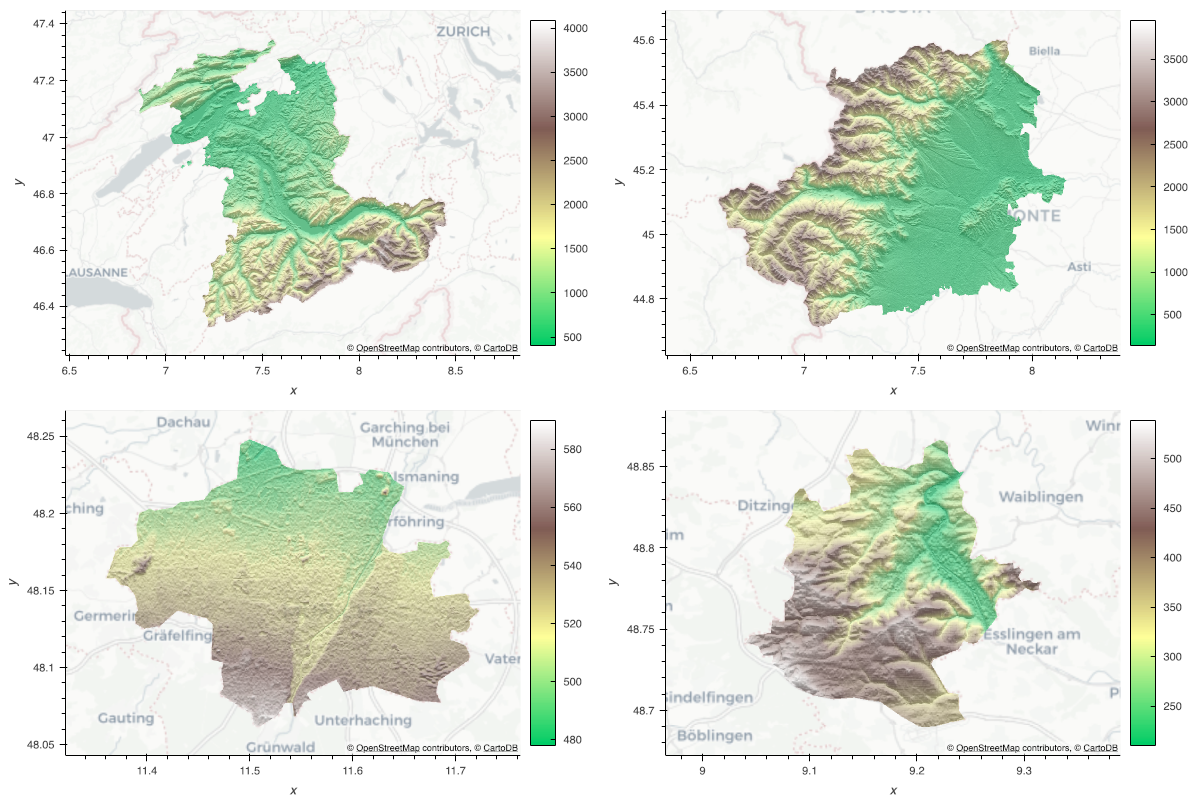 47.4
47.2
47
46.8
46.6
46.4
y
6.5
7
7.5
8
8.5
x
ZURICH
AUSANNE
© OpenStreetMap contributors, © CartoDB
4000
3500
3000
2500
2000
1500
1000
500
45.6
45.4
45.2
45
44.8
y
6.5
7
7.5
8
x
Biella
ONTE
Asti
© OpenStreetMap contributors, © CartoDB
3500
3000
2500
2000
1500
1000
500
48.25
48.2
48.15
48.1
48.05
y
11.4
11.5
11.6
11.7
x
Dachau
Garching bei
München
Ismaning
ching
rföhring
Germerin
Gräfelfing
Vater
Gauting
Unterhaching
Grünwald
© OpenStreetMap contributors, © CartoDB
580
560
540
520
500
480
48.85
48.8
48.75
48.7
y
9
9.1
9.2
9.3
x
Ditzinge
Waiblingen
im
Esslingen am
Neckar
indelfingen
Böblingen
© OpenStreetMap contributors, © CartoDB
500
450
400
350
300
250